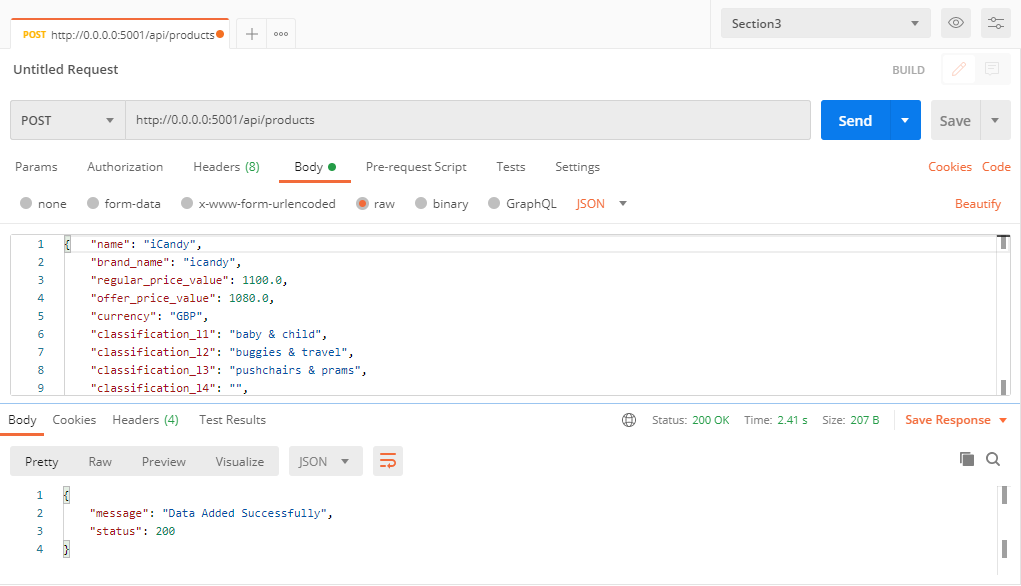 POST http://0.0.0.0:5001/api/products
Section3
Untitled Request
BUILD
POST
http://0.0.0.0:5001/api/products
Send
Save
Params Authorization Headers (8) Body Pre-request Script Tests Settings Cookies Code
none form-data x-www-form-urlencoded raw binary GraphQL JSON Beautify
1 { "name": "iCandy",
2 "brand_name": "icandy",
3 "regular_price_value": 1100.0,
4 "offer_price_value": 1080.0,
5 "currency": "GBP",
6 "classification_l1": "baby & child",
7 "classification_l2": "buggies & travel",
8 "classification_l3": "pushchairs & prams",
9 "classification_l4": "",
Body Cookies Headers (4) Test Results Status: 200 OK Time: 2.41 s Size: 207 B Save Response
Pretty Raw Preview Visualize JSON
1 {
2 "message": "Data Added Successfully",
3 "status": 200
4 }